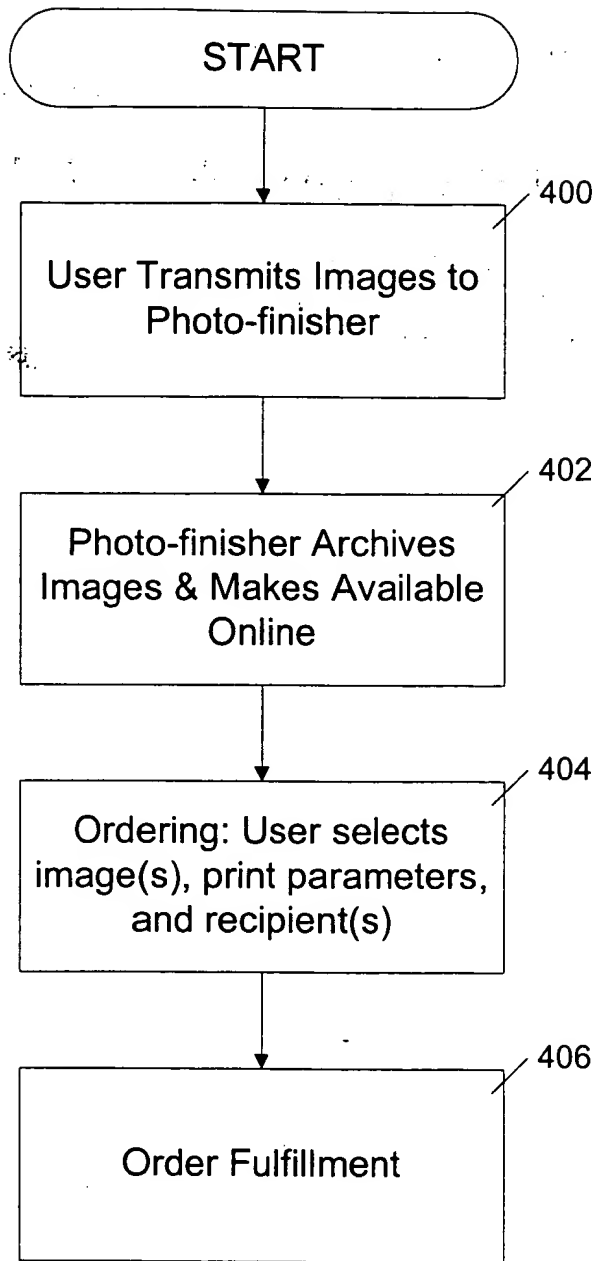 START
400
User Transmits Images to
Photo-finisher
402
Photo-finisher Archives
Images & Makes Available
Online
404
Ordering: User selects
image(s), print parameters,
and recipient(s)
406
Order Fulfillment